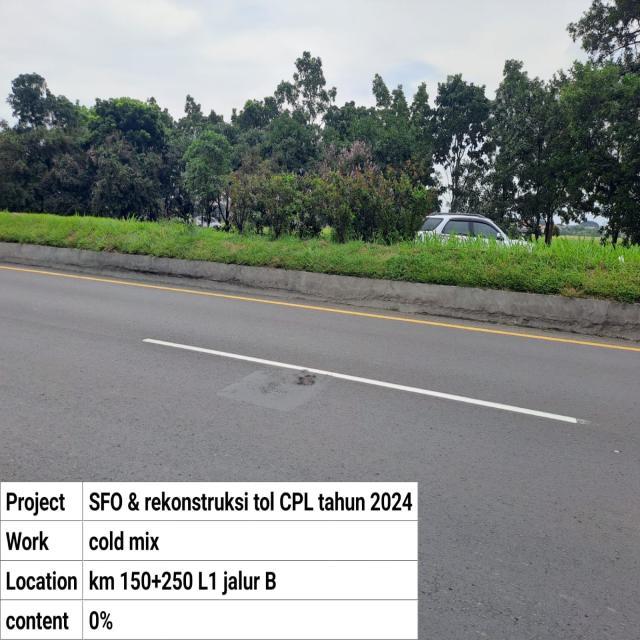 Project SFO & rekonstruksi tol CPL tahun 2024
Work cold mix
Location km 150+250 L1 jalur B
content 0%